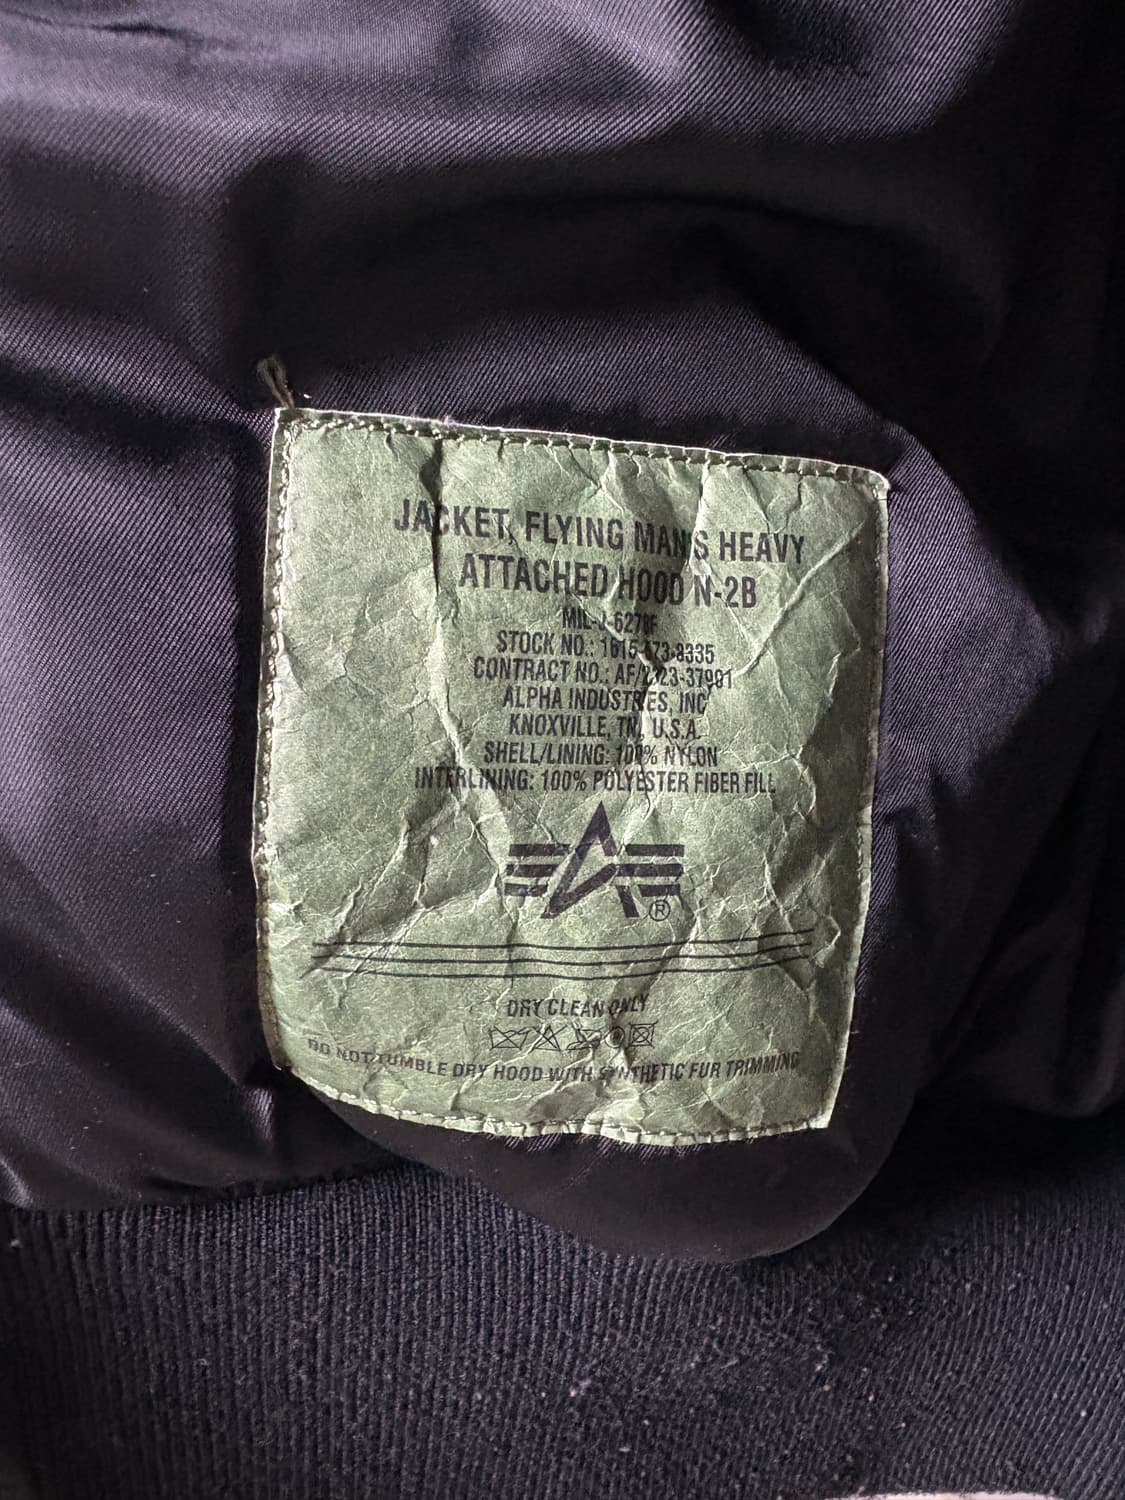 JACKET, FLYING MAN'S HEAVY
ATTACHED HOOD N-2B
MIL-J-6278F
STOCK NO.: 1615-573-8335
CONTRACT NO.: AF/2323-37901
ALPHA INDUSTRIES, INC
KNOXVILLE, TN, U.S.A.
SHELL/LINING: 100% NYLON
INTERLINING: 100% POLYESTER FIBER FILL
®
DRY CLEAN ONLY
DO NOT TUMBLE DRY HOOD WITH SYNTHETIC FUR TRIMMING